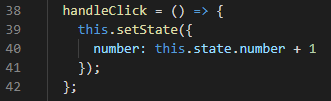 38 handleClick = () => {
39 this.setState({
40 number: this.state.number + 1
41 });
42 };